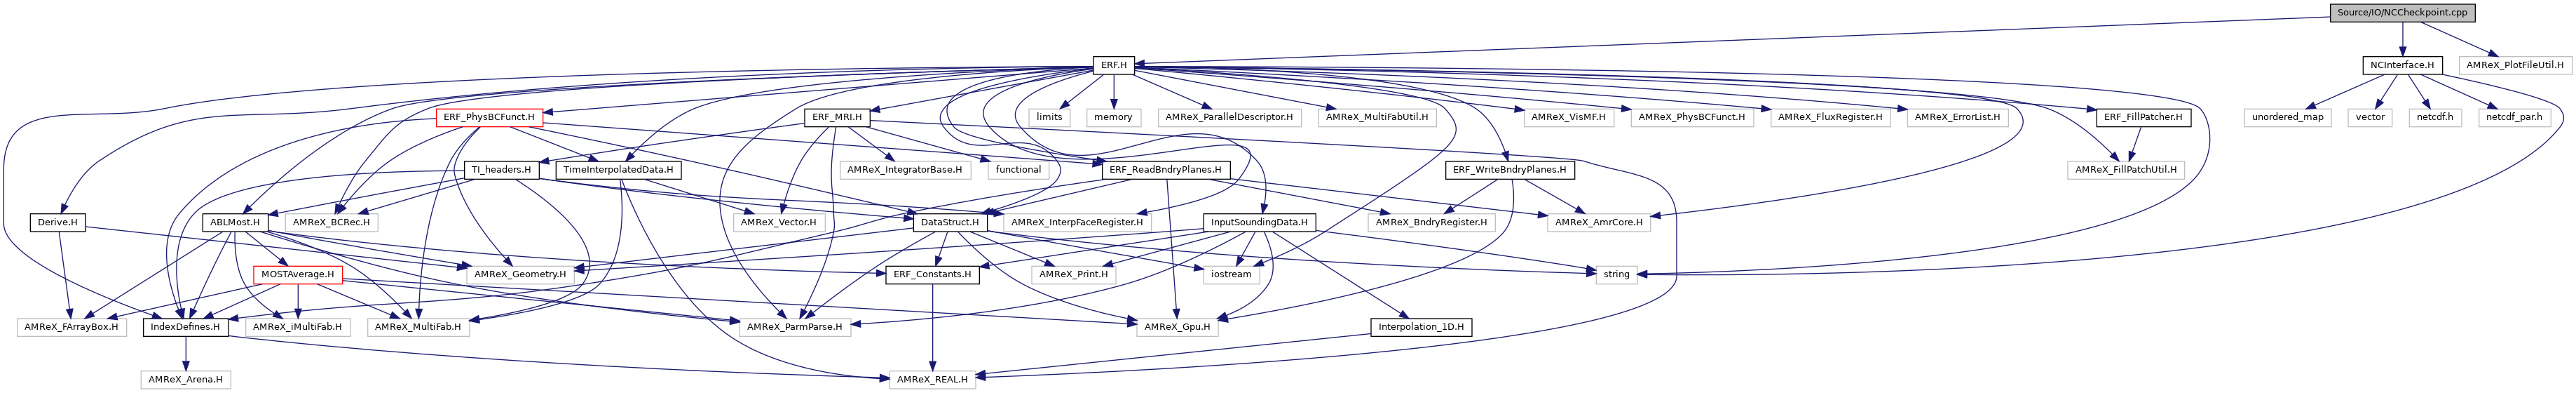 Source/IO/NCCheckpoint.cpp
ERF.H
NCInterface.H
AMReX_PlotFileUtil.H
ERF_PhysBCFunct.H
ERF_MRI.H
limits
memory
AMReX_ParallelDescriptor.H
AMReX_MultiFabUtil.H
AMReX_VisMF.H
AMReX_PhysBCFunct.H
AMReX_FluxRegister.H
AMReX_ErrorList.H
ERF_FillPatcher.H
unordered_map
vector
netcdf.h
netcdf_par.h
TI_headers.H
TimeInterpolatedData.H
AMReX_IntegratorBase.H
functional
ERF_ReadBndryPlanes.H
ERF_WriteBndryPlanes.H
AMReX_FillPatchUtil.H
Derive.H
ABLMost.H
AMReX_BCRec.H
AMReX_Vector.H
DataStruct.H
AMReX_InterpFaceRegister.H
InputSoundingData.H
AMReX_BndryRegister.H
AMReX_AmrCore.H
MOSTAverage.H
AMReX_Geometry.H
ERF_Constants.H
AMReX_Print.H
iostream
string
AMReX_FArrayBox.H
IndexDefines.H
AMReX_iMultiFab.H
AMReX_MultiFab.H
AMReX_ParmParse.H
AMReX_Gpu.H
Interpolation_1D.H
AMReX_Arena.H
AMReX_REAL.H